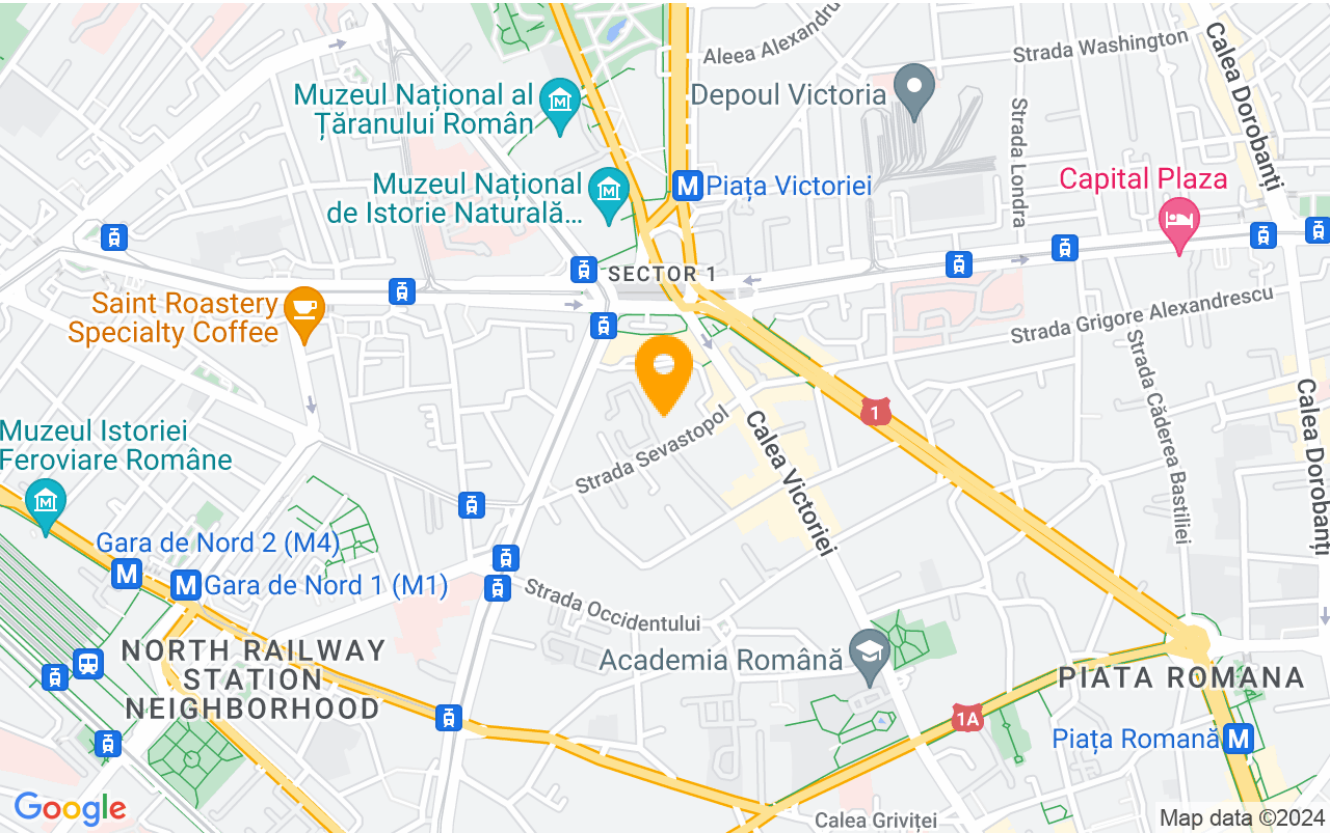 Aleea Alexandru
Strada Washington
Calea Dorobanți
Muzeul Național al
Țăranului Român
Depoul Victoria
Strada Londra
Muzeul Național
de Istorie Naturală...
M Piața Victoriei
Capital Plaza
SECTOR 1
Saint Roastery
Specialty Coffee
Strada Grigore Alexandrescu
Strada Căderea Bastiliei
Calea Dorobanți
1
Muzeul Istoriei
Feroviare Române
Strada Sevastopol
Calea Victoriei
Gara de Nord 2 (M4)
M
M Gara de Nord 1 (M1)
Strada Occidentului
NORTH RAILWAY
STATION
NEIGHBORHOOD
Academia Română
PIATA ROMANA
1A
Piața Romană M
Google
Calea Griviței
Map data ©2024